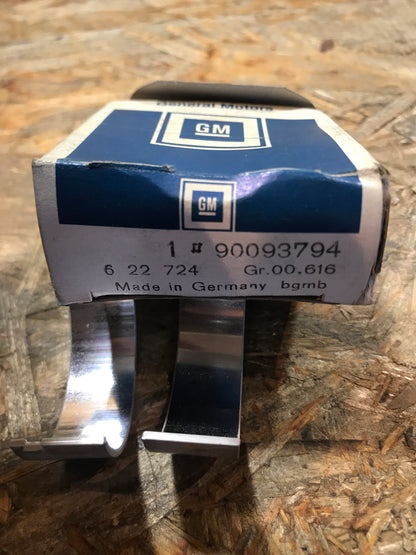 General Motors
GM
GM
1 # 90093794
6 22 724 Gr.00.616
Made in Germany bgmb